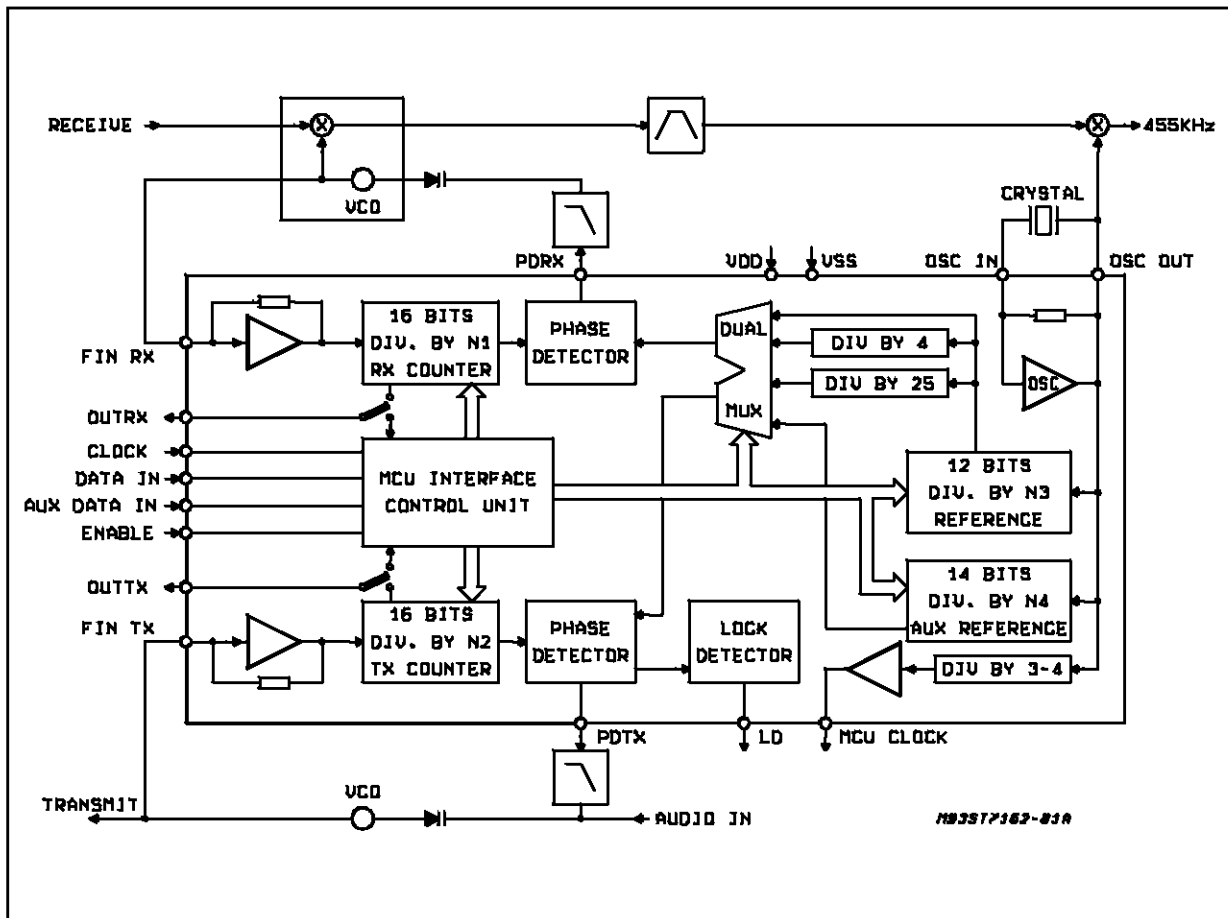 RECEIVE
X
X
455KHz
VCO
CRYSTAL
PDRX
VDD
VSS
OSC IN
OSC OUT
16 BITS
DIV. BY N1
RX COUNTER
PHASE
DETECTOR
DUAL
MUX
DIV BY 4
DIV BY 25
OSC
FIN RX
OUTRX
CLOCK
DATA IN
AUX DATA IN
ENABLE
OUTTX
FIN TX
MCU INTERFACE
CONTROL UNIT
12 BITS
DIV. BY N3
REFERENCE
14 BITS
DIV. BY N4
AUX REFERENCE
16 BITS
DIV. BY N2
TX COUNTER
PHASE
DETECTOR
LOCK
DETECTOR
DIV BY 3-4
PDTX
LD
MCU CLOCK
TRANSMIT
VCO
AUDIO IN
M93ST7162-01A